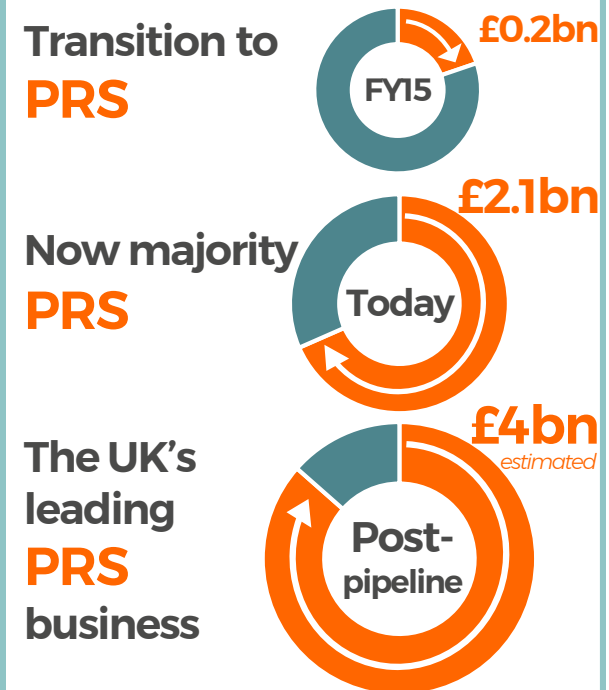 Transition to
PRS
FY15
£0.2bn
Now majority
PRS
Today
£2.1bn
The UK’s
leading
PRS
business
Post-
pipeline
£4bn
estimated